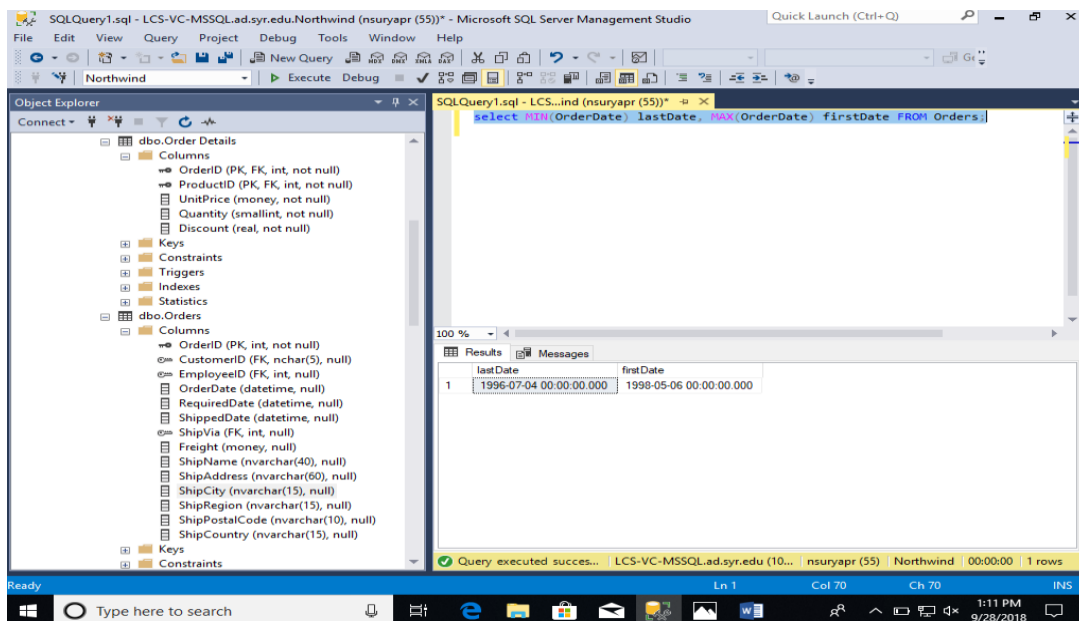 SQLQuery1.sql - LCS-VC-MSSQL.ad.syr.edu.Northwind (nsuryapr (55))* - Microsoft SQL Server Management Studio
Quick Launch (Ctrl+Q)
File Edit View Query Project Debug Tools Window Help
New Query
Northwind Execute Debug
Object Explorer
Connect
dbo.Order Details
Columns
OrderID (PK, FK, int, not null)
ProductID (PK, FK, int, not null)
UnitPrice (money, not null)
Quantity (smallint, not null)
Discount (real, not null)
Keys
Constraints
Triggers
Indexes
Statistics
dbo.Orders
Columns
OrderID (PK, int, not null)
CustomerID (FK, nchar(5), null)
EmployeeID (FK, int, null)
OrderDate (datetime, null)
RequiredDate (datetime, null)
ShippedDate (datetime, null)
ShipVia (FK, int, null)
Freight (money, null)
ShipName (nvarchar(40), null)
ShipAddress (nvarchar(60), null)
ShipCity (nvarchar(15), null)
ShipRegion (nvarchar(15), null)
ShipPostalCode (nvarchar(10), null)
ShipCountry (nvarchar(15), null)
Keys
Constraints
SQLQuery1.sql - LCS...ind (nsuryapr (55))*
select MIN(OrderDate) lastDate, MAX(OrderDate) firstDate FROM Orders;
100 %
Results Messages
lastDate firstDate
1 1996-07-04 00:00:00.000 1998-05-06 00:00:00.000
Query executed succes... LCS-VC-MSSQL.ad.syr.edu (10... nsuryapr (55) Northwind 00:00:00 1 rows
Ready Ln 1 Col 70 Ch 70 INS
Type here to search
1:11 PM
9/28/2018